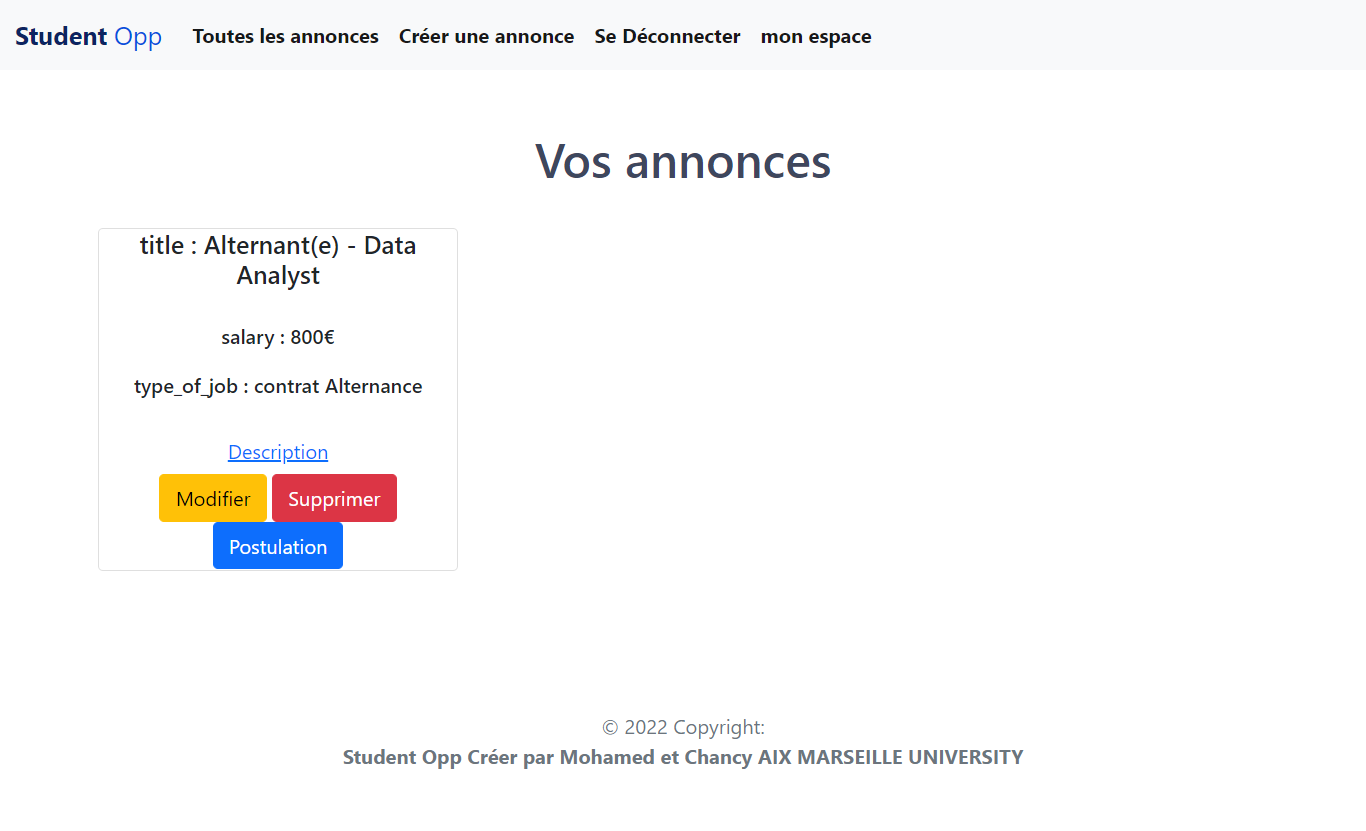 Student Opp Toutes les annonces Créer une annonce Se Déconnecter mon espace
Vos annonces
title : Alternant(e) - Data
Analyst
salary : 800€
type_of_job : contrat Alternance
Description
Modifier Supprimer
Postulation
© 2022 Copyright:
Student Opp Créer par Mohamed et Chancy AIX MARSEILLE UNIVERSITY